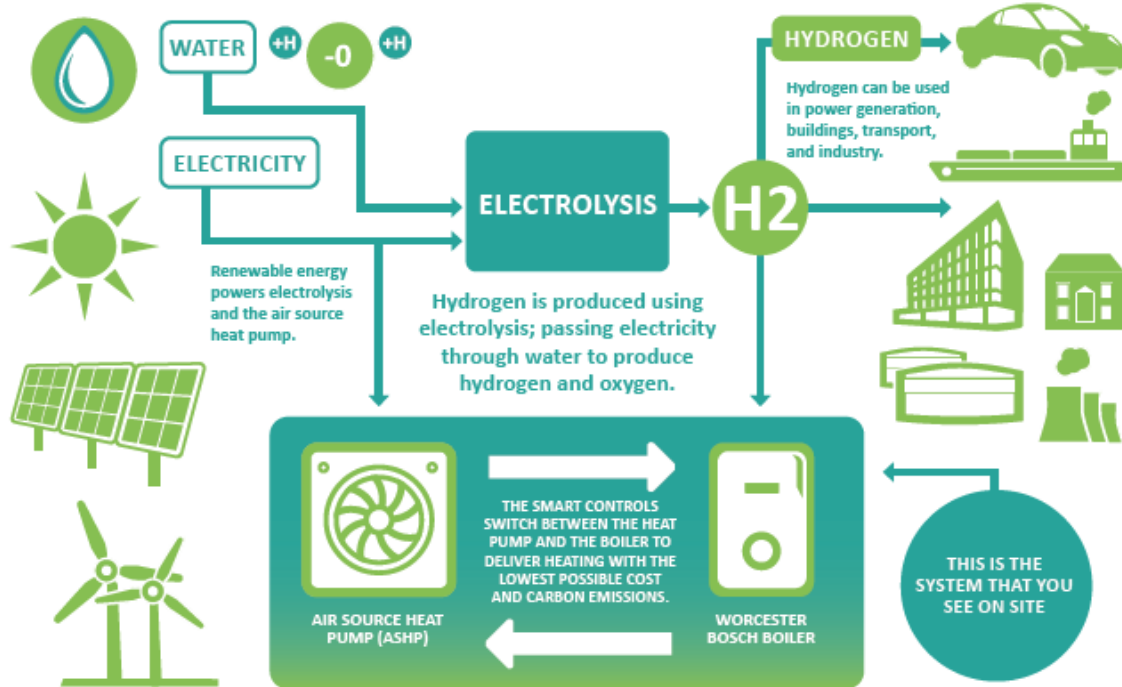 WATER
+H
-0
+H
HYDROGEN
Hydrogen can be used
in power generation,
buildings, transport,
and industry.
ELECTRICITY
ELECTROLYSIS
H2
Renewable energy
powers electrolysis
and the air source
heat pump.
Hydrogen is produced using
electrolysis; passing electricity
through water to produce
hydrogen and oxygen.
THE SMART CONTROLS
SWITCH BETWEEN THE HEAT
PUMP AND THE BOILER TO
DELIVER HEATING WITH THE
LOWEST POSSIBLE COST
AND CARBON EMISSIONS.
AIR SOURCE HEAT
PUMP (ASHP)
WORCESTER
BOSCH BOILER
THIS IS THE
SYSTEM THAT YOU
SEE ON SITE